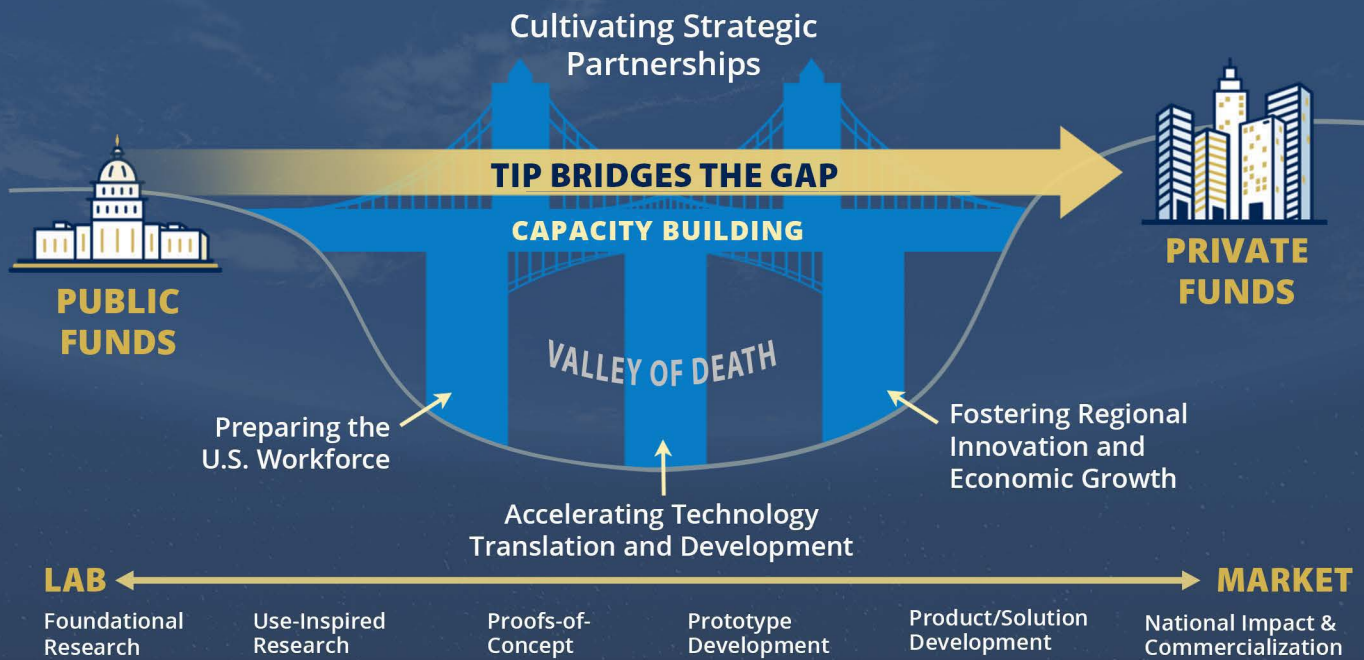 Cultivating Strategic
Partnerships
TIP BRIDGES THE GAP
CAPACITY BUILDING
PUBLIC
FUNDS
PRIVATE
FUNDS
VALLEY OF DEATH
Preparing the
U.S. Workforce
Accelerating Technology
Translation and Development
Fostering Regional
Innovation and
Economic Growth
LAB
MARKET
Foundational
Research
Use-Inspired
Research
Proofs-of-
Concept
Prototype
Development
Product/Solution
Development
National Impact &
Commercialization